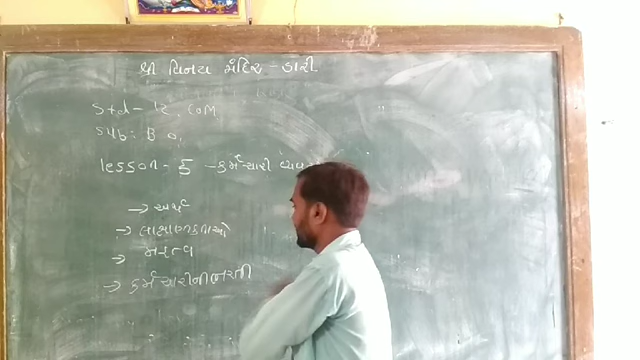 શ્રી વિનય મંદિર - ડારી
Std - 12, COM
Sub: B O,
lesson - 5 - કર્મચારી વ્યવ
→ અર્થ
→ લાક્ષણિકતાઓ
→ મહત્વ
→ કર્મચારીની ભરતી